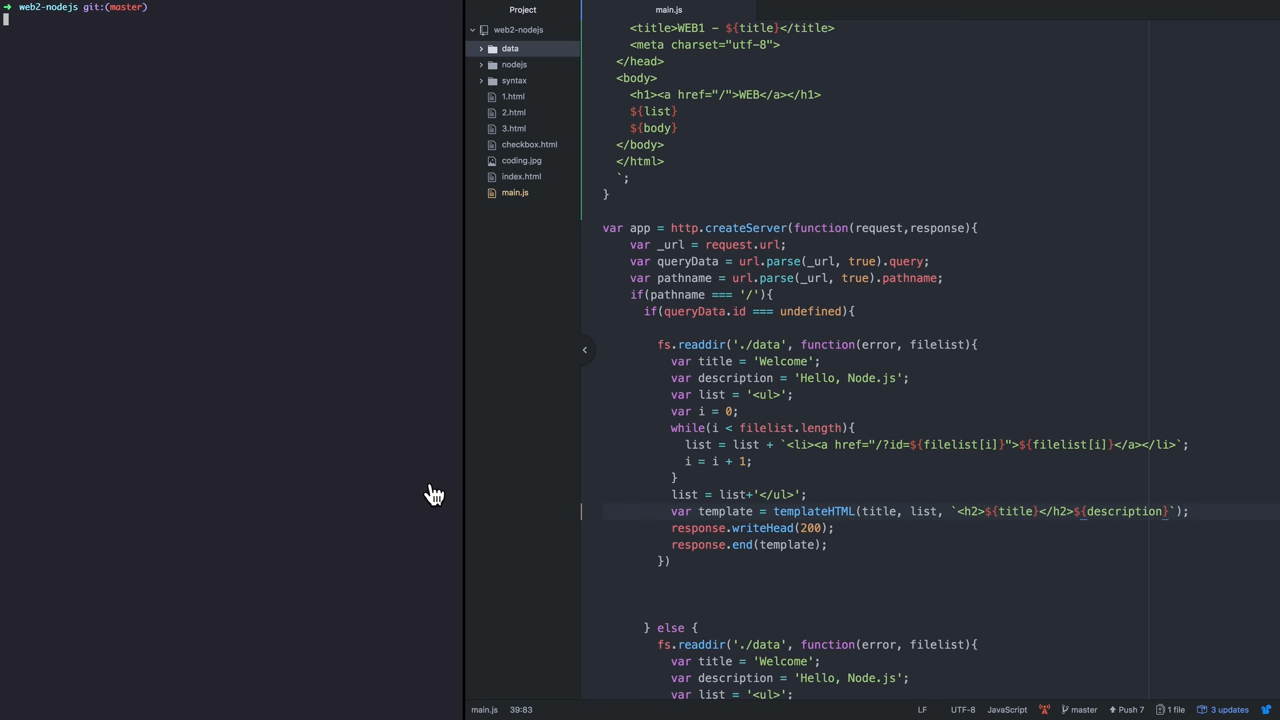 ➜ web2-nodejs git:(master)
Project
web2-nodejs
data
nodejs
syntax
1.html
2.html
3.html
checkbox.html
coding.jpg
index.html
main.js
main.js
<title>WEB1 - ${title}</title>
<meta charset="utf-8">
</head>
<body>
<h1><a href="/">WEB</a></h1>
${list}
${body}
</body>
</html>
`;
}
var app = http.createServer(function(request,response){
var _url = request.url;
var queryData = url.parse(_url, true).query;
var pathname = url.parse(_url, true).pathname;
if(pathname === '/'){
if(queryData.id === undefined){
fs.readdir('./data', function(error, filelist){
var title = 'Welcome';
var description = 'Hello, Node.js';
var list = '<ul>';
var i = 0;
while(i < filelist.length){
list = list + `<li><a href="/?id=${filelist[i]}">${filelist[i]}</a></li>`;
i = i + 1;
}
list = list+'</ul>';
var template = templateHTML(title, list, `<h2>${title}</h2>${description}`);
response.writeHead(200);
response.end(template);
})
} else {
fs.readdir('./data', function(error, filelist){
var title = 'Welcome';
var description = 'Hello, Node.js';
var list = '<ul>';
main.js 39:83
LF UTF-8 JavaScript master Push 7 1 file 3 updates